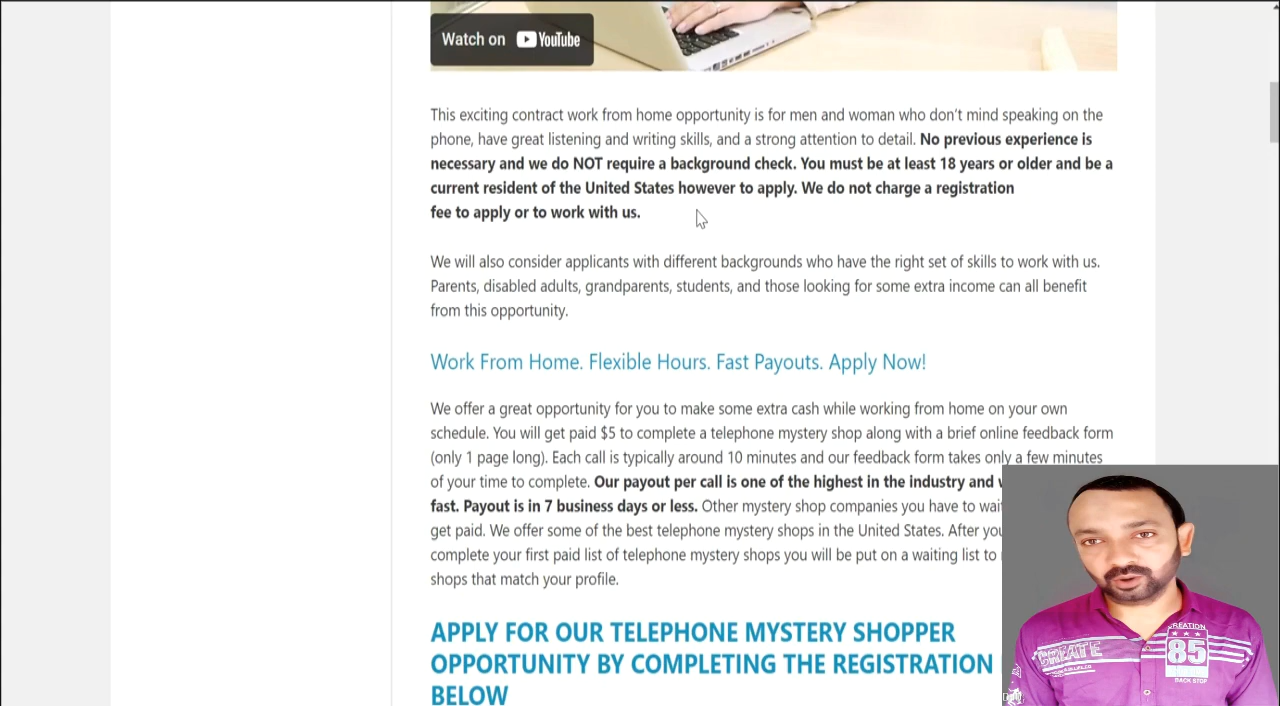 Watch on YouTube
This exciting contract work from home opportunity is for men and woman who don't mind speaking on the
phone, have great listening and writing skills, and a strong attention to detail. No previous experience is
necessary and we do NOT require a background check. You must be at least 18 years or older and be a
current resident of the United States however to apply. We do not charge a registration
fee to apply or to work with us.
We will also consider applicants with different backgrounds who have the right set of skills to work with us.
Parents, disabled adults, grandparents, students, and those looking for some extra income can all benefit
from this opportunity.
Work From Home. Flexible Hours. Fast Payouts. Apply Now!
We offer a great opportunity for you to make some extra cash while working from home on your own
schedule. You will get paid $5 to complete a telephone mystery shop along with a brief online feedback form
(only 1 page long). Each call is typically around 10 minutes and our feedback form takes only a few minutes
of your time to complete. Our payout per call is one of the highest in the industry and
fast. Payout is in 7 business days or less. Other mystery shop companies you have to
get paid. We offer some of the best telephone mystery shops in the United States. After
complete your first paid list of telephone mystery shops you will be put on a waiting list to
shops that match your profile.
APPLY FOR OUR TELEPHONE MYSTERY SHOPPER
OPPORTUNITY BY COMPLETING THE REGISTRATION
BELOW
CREATION
CREATE
85
BACK STOP